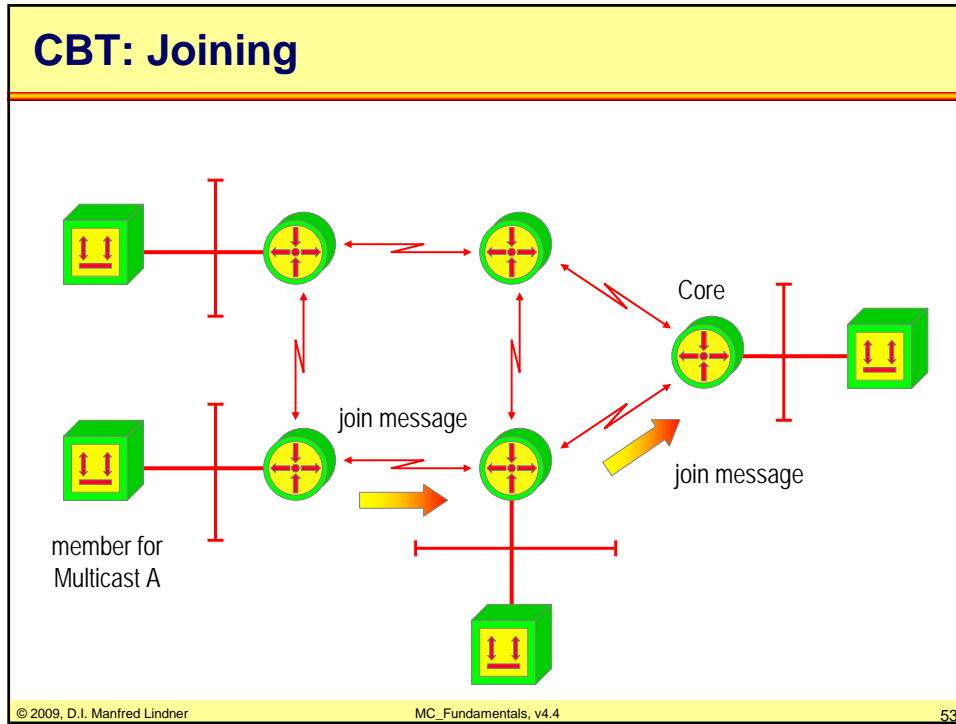 CBT: Joining
Core
join message
join message
member for
Multicast A
© 2009, D.I. Manfred Lindner
MC_Fundamentals, v4.4
53